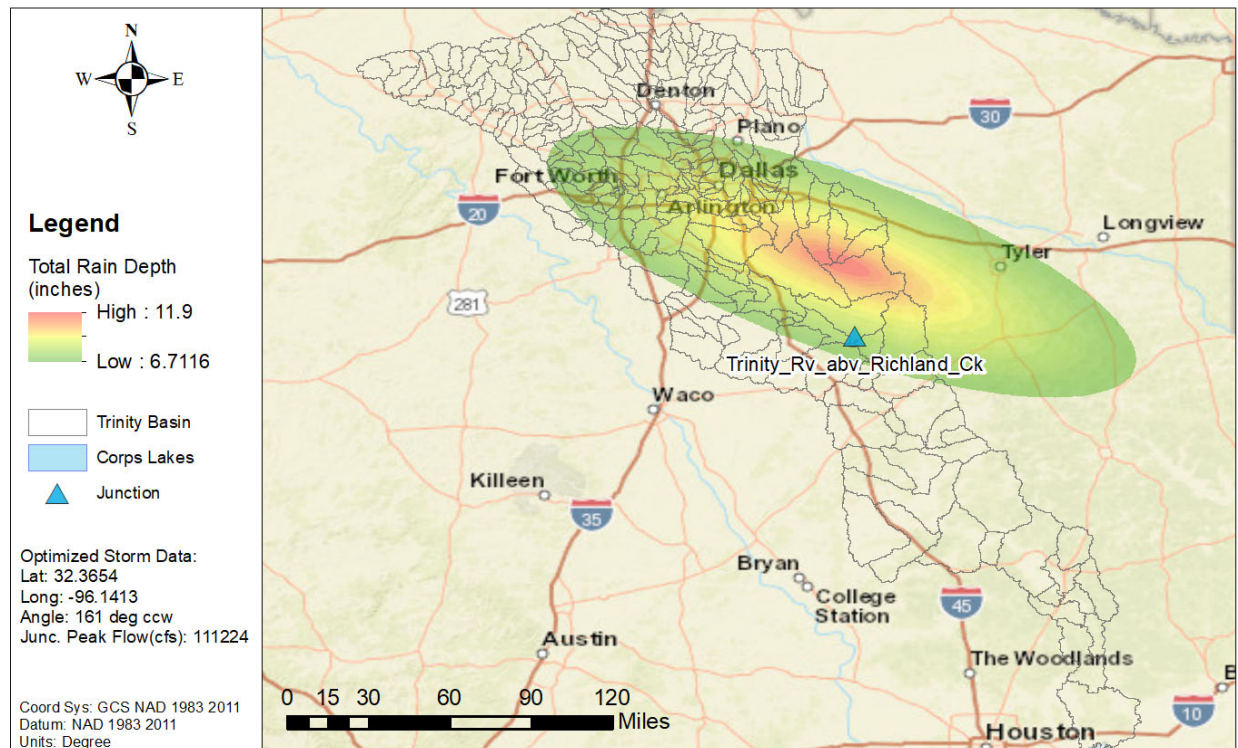 N
W E
S
Legend
Total Rain Depth
(inches)
High : 11.9
Low : 6.7116
Trinity Basin
Corps Lakes
Junction
Optimized Storm Data:
Lat: 32.3654
Long: -96.1413
Angle: 161 deg ccw
Junc. Peak Flow(cfs): 111224
Coord Sys: GCS NAD 1983 2011
Datum: NAD 1983 2011
Units: Degree
Denton
30
Plano
Dallas
Fort Worth
20
Arlington
Longview
Tyler
281
Trinity_Rv_abv_Richland_Ck
Waco
Killeen
35
Bryan
College
Station
45
Austin
The Woodlands
B
10
Houston
0 15 30 60 90 120
Miles